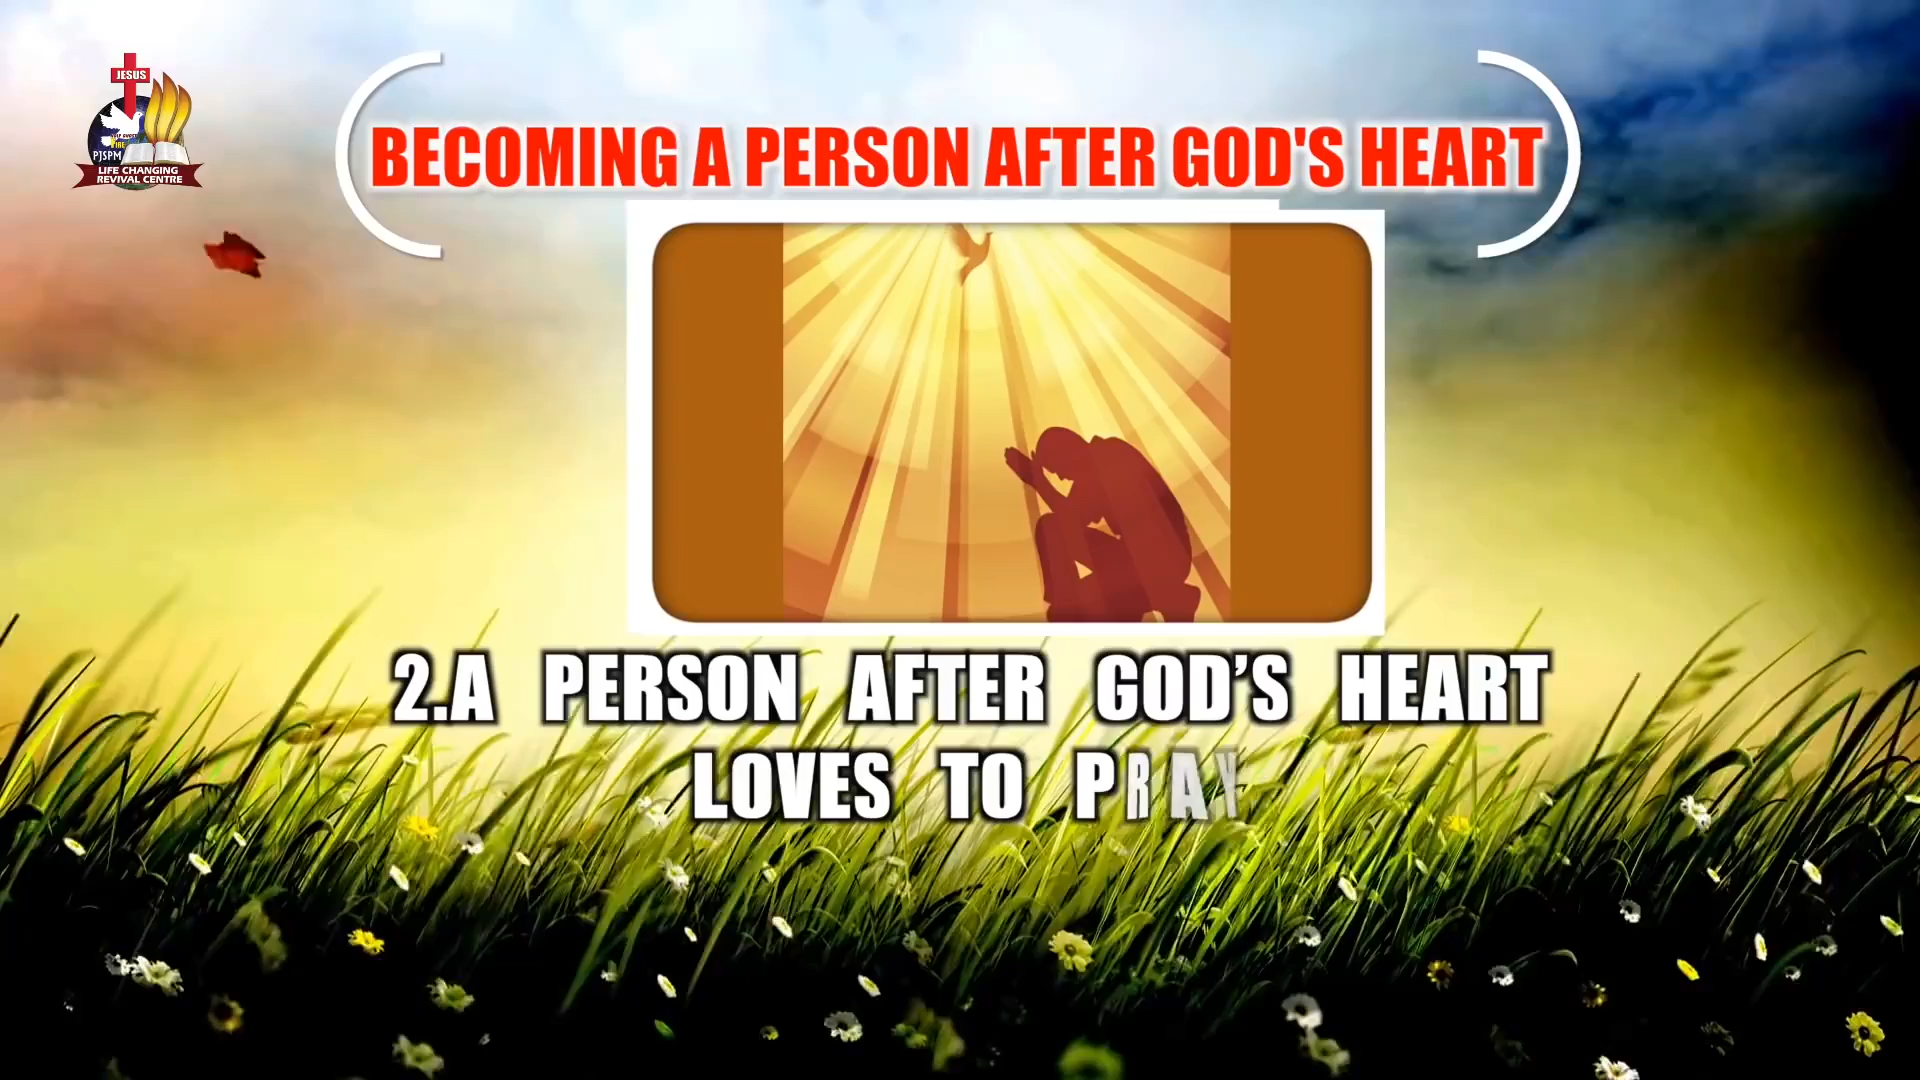 JESUS
PJSPM
LIFE CHANGING
REVIVAL CENTRE
BECOMING A PERSON AFTER GOD'S HEART
2.A PERSON AFTER GOD’S HEART
LOVES TO PRAY